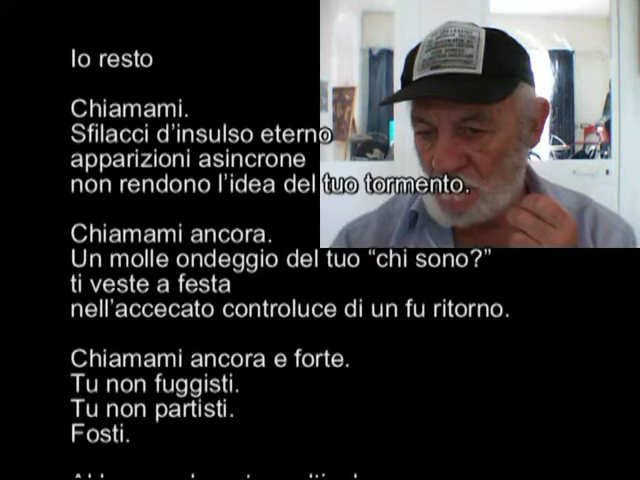 Io resto
Chiamami.
Sfilacci d’insulso eterno
apparizioni asincrone
non rendono l’idea del tuo tormento.
Chiamami ancora.
Un molle ondeggio del tuo “chi sono?”
ti veste a festa
nell’accecato controluce di un fu ritorno.
Chiamami ancora e forte.
Tu non fuggisti.
Tu non partisti.
Fosti.